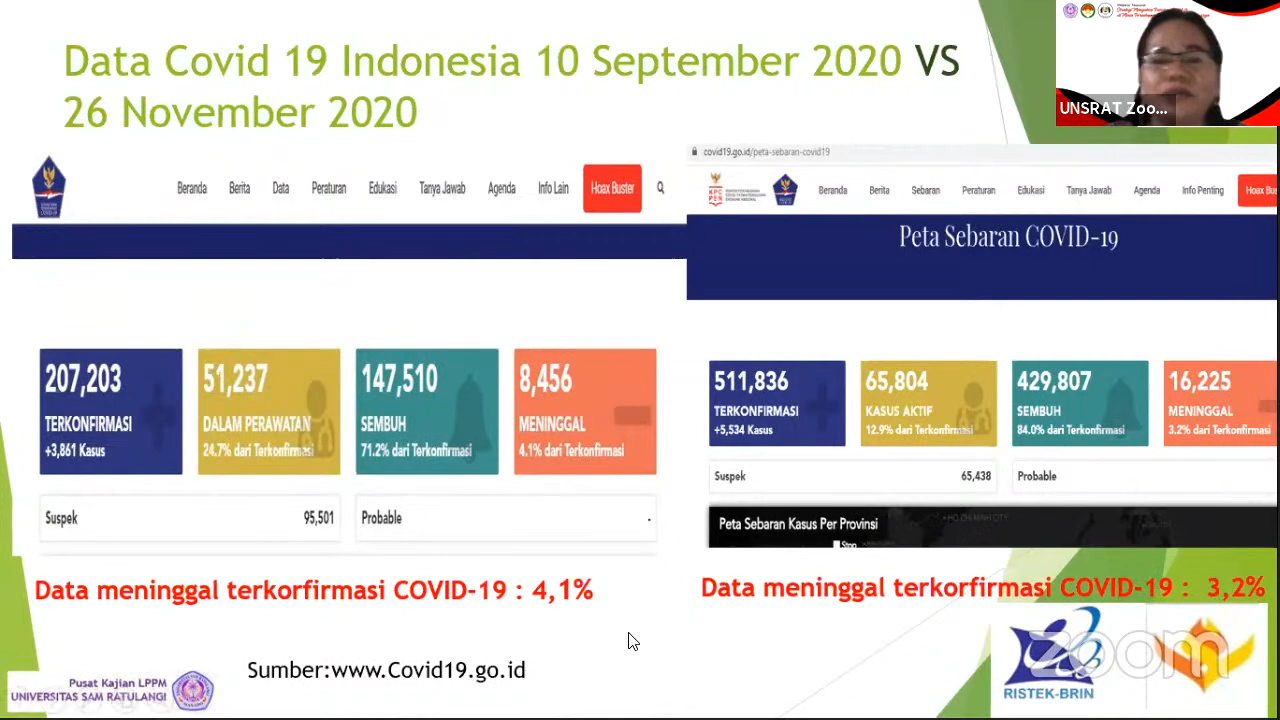 Data Covid 19 Indonesia 10 September 2020 VS
26 November 2020
UNSRAT Zoo...
Beranda Berita Data Peraturan Edukasi Tanya Jawab Agenda Info Lain Hoax Buster
207,203
TERKONFIRMASI
+3,861 Kasus
51,237
DALAM PERAWATAN
24.7% dari Terkonfirmasi
147,510
SEMBUH
71.2% dari Terkonfirmasi
8,456
MENINGGAL
4.1% dari Terkonfirmasi
Suspek 95,501
Probable -
covid19.go.id/peta-sebaran-covid19
Beranda Berita Sebaran Peraturan Edukasi Tanya Jawab Agenda Info Penting Hoax Bus
Peta Sebaran COVID-19
511,836
TERKONFIRMASI
+5,534 Kasus
65,804
KASUS AKTIF
12.9% dari Terkonfirmasi
429,807
SEMBUH
84.0% dari Terkonfirmasi
16,225
MENINGGAL
3.2% dari Terkonfirmasi
Suspek 65,438
Probable
Peta Sebaran Kasus Per Provinsi
Stop
Data meninggal terkorfirmasi COVID-19 : 4,1%
Data meninggal terkorfirmasi COVID-19 : 3,2%
Sumber:www.Covid19.go.id
Pusat Kajian LPPM
UNIVERSITAS SAM RATULANGI
RISTEK-BRIN
zoom